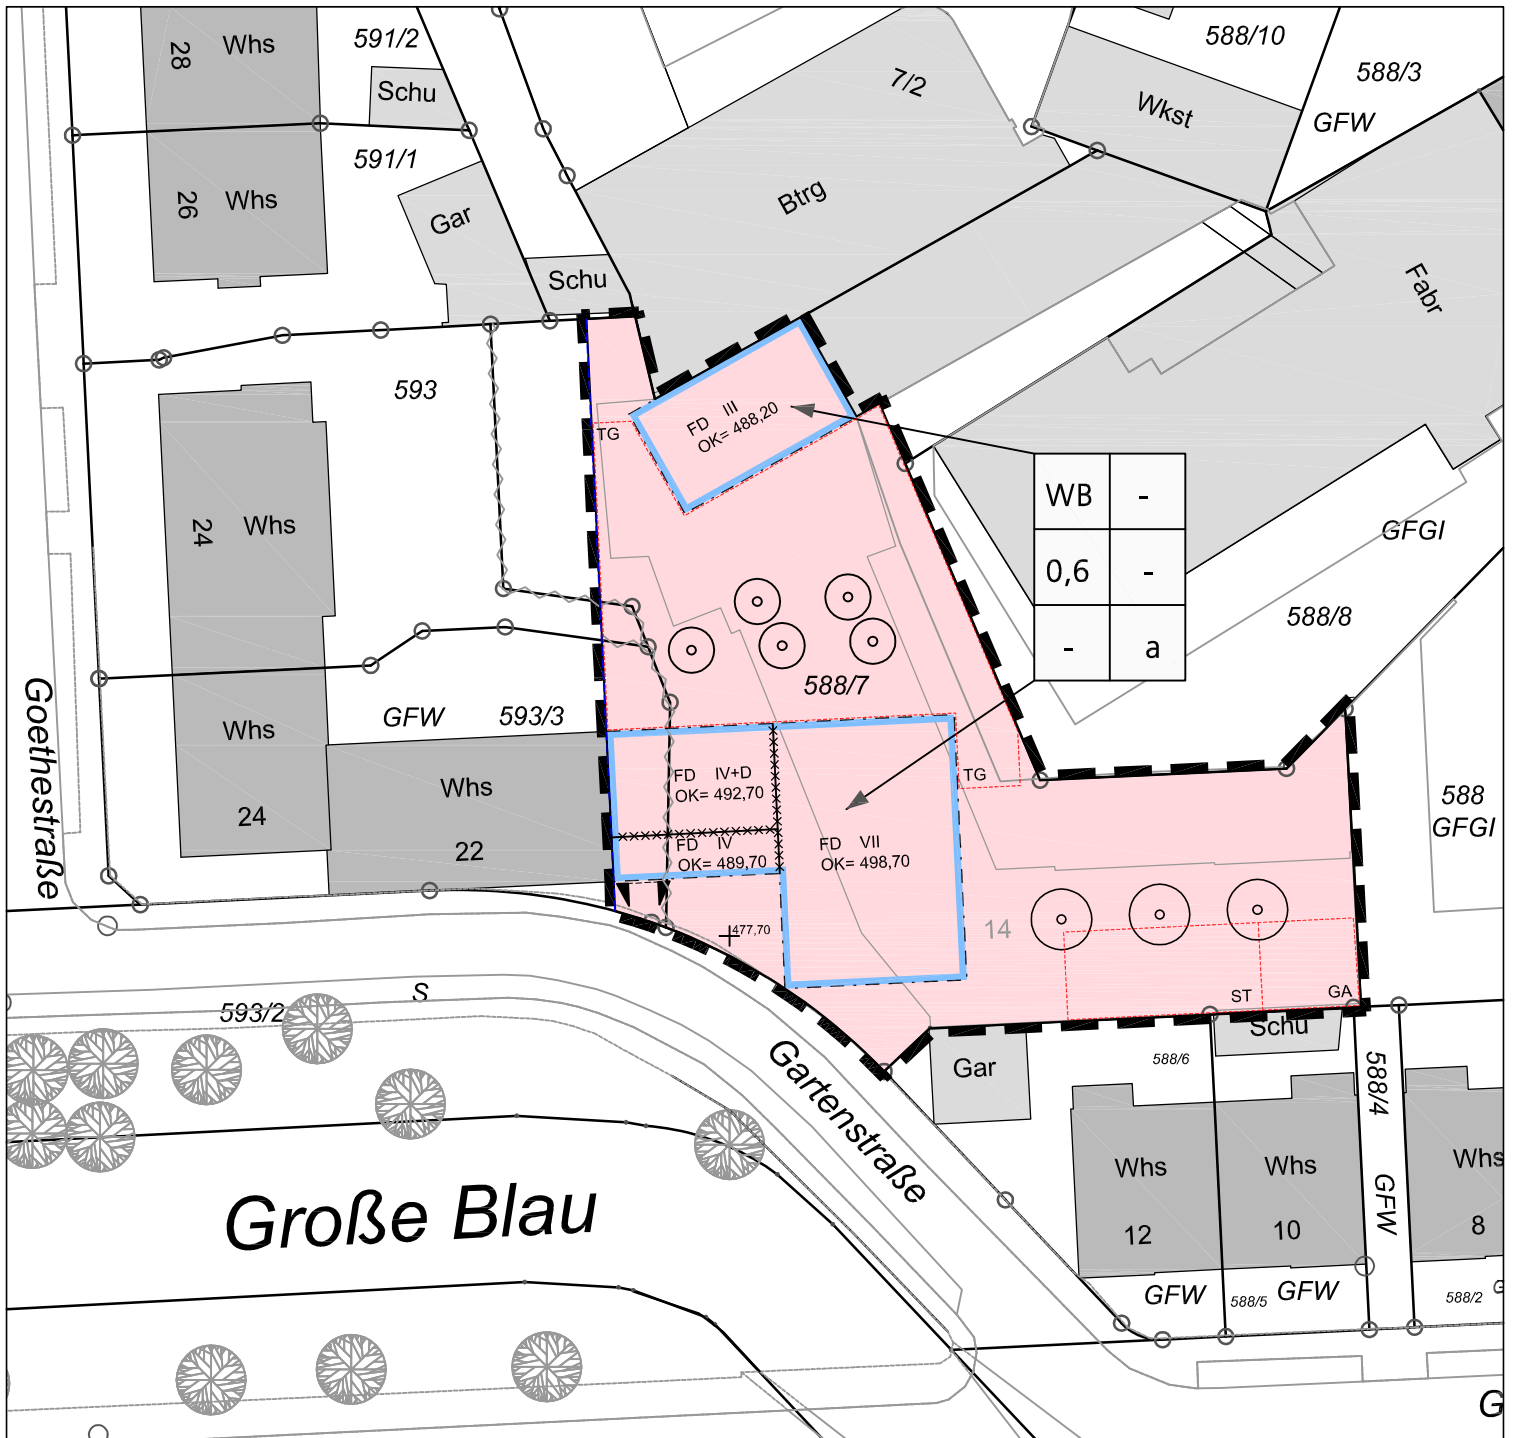 28
Whs
591/2
Schu
7/2
588/10
588/3
Wkst
GFW
591/1
26
Whs
Gar
Btrg
Schu
Fabr
593
FD III
OK= 488,20
TG
WB
-
24
Whs
0,6
-
GFGI
-
a
588/8
588/7
Goethestraße
GFW
593/3
Whs
Whs
FD IV+D
OK= 492,70
TG
588
GFGI
24
22
FD IV
OK= 489,70
FD VII
OK= 498,70
14
477,70
S
593/2
ST
GA
Schu
Gartenstraße
Gar
588/6
588/4
Whs
Whs
Whs
GFW
Große Blau
12
10
8
GFW
588/5
GFW
588/2
G
G